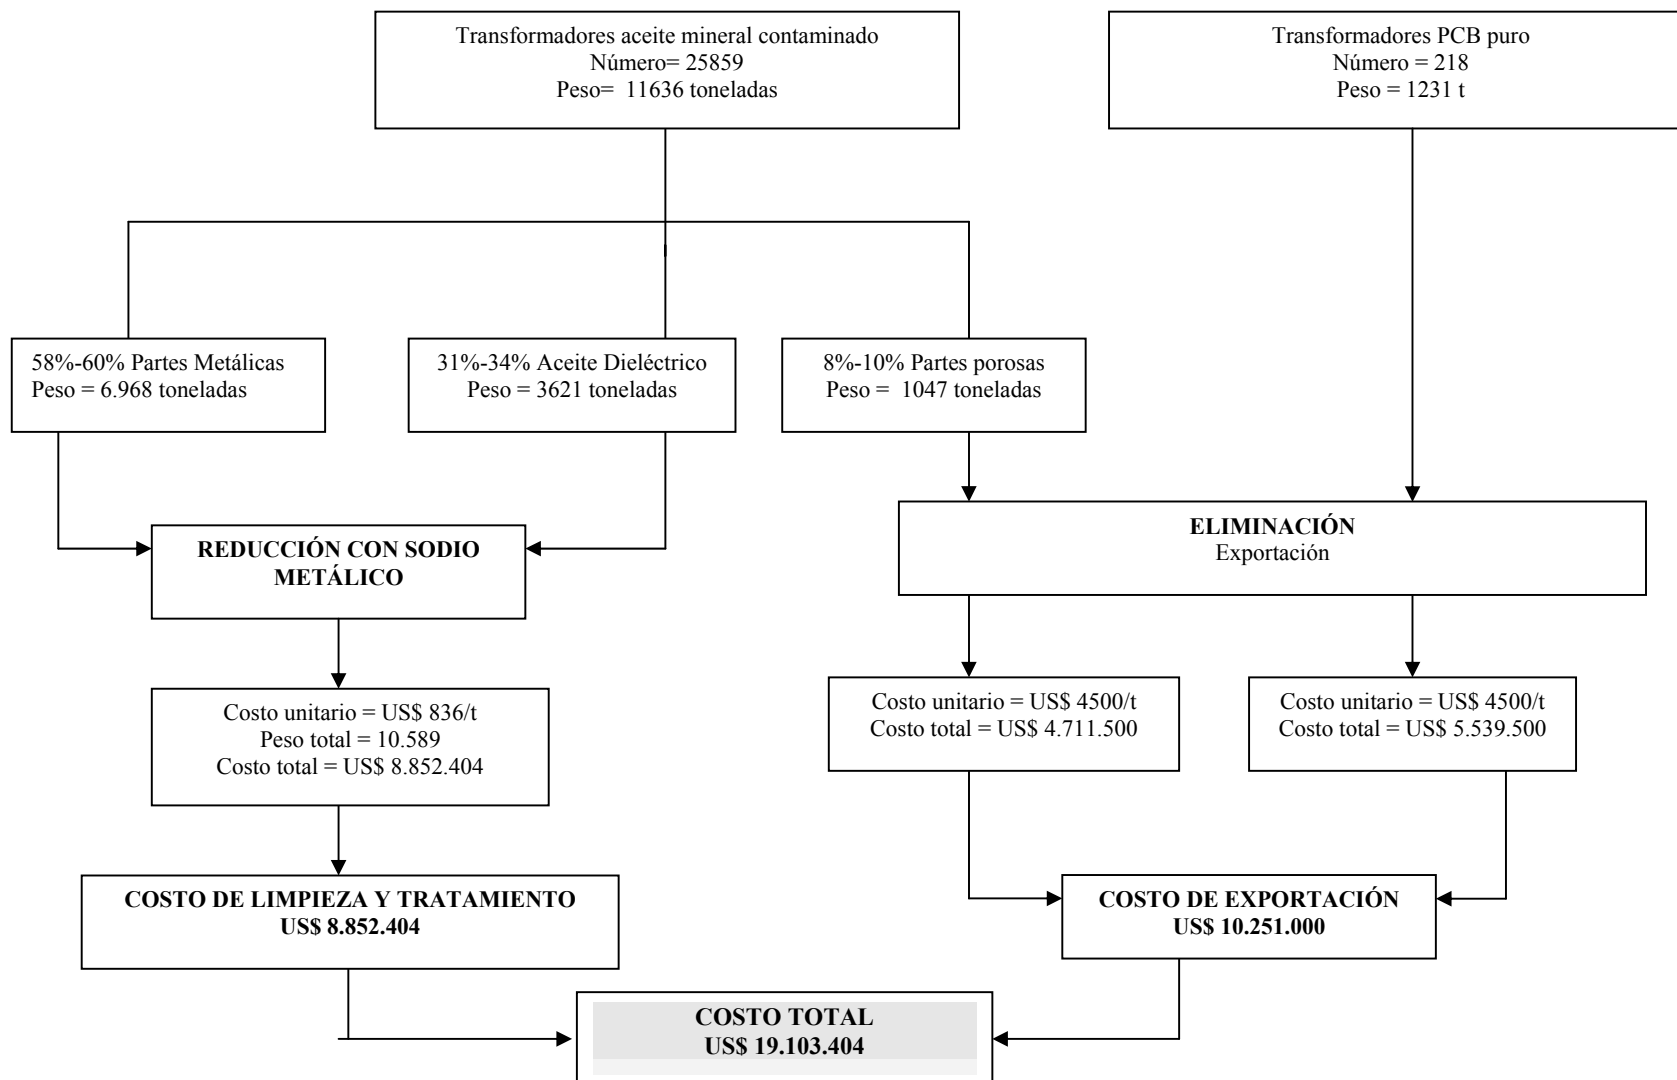 Transformadores aceite mineral contaminado
Número= 25859
Peso= 11636 toneladas
Transformadores PCB puro
Número = 218
Peso = 1231 t
58%-60% Partes Metálicas
Peso = 6.968 toneladas
31%-34% Aceite Dieléctrico
Peso = 3621 toneladas
8%-10% Partes porosas
Peso = 1047 toneladas
REDUCCIÓN CON SODIO
METÁLICO
ELIMINACIÓN
Exportación
Costo unitario = US$ 836/t
Peso total = 10.589
Costo total = US$ 8.852.404
Costo unitario = US$ 4500/t
Costo total = US$ 4.711.500
Costo unitario = US$ 4500/t
Costo total = US$ 5.539.500
COSTO DE LIMPIEZA Y TRATAMIENTO
US$ 8.852.404
COSTO DE EXPORTACIÓN
US$ 10.251.000
COSTO TOTAL
US$ 19.103.404